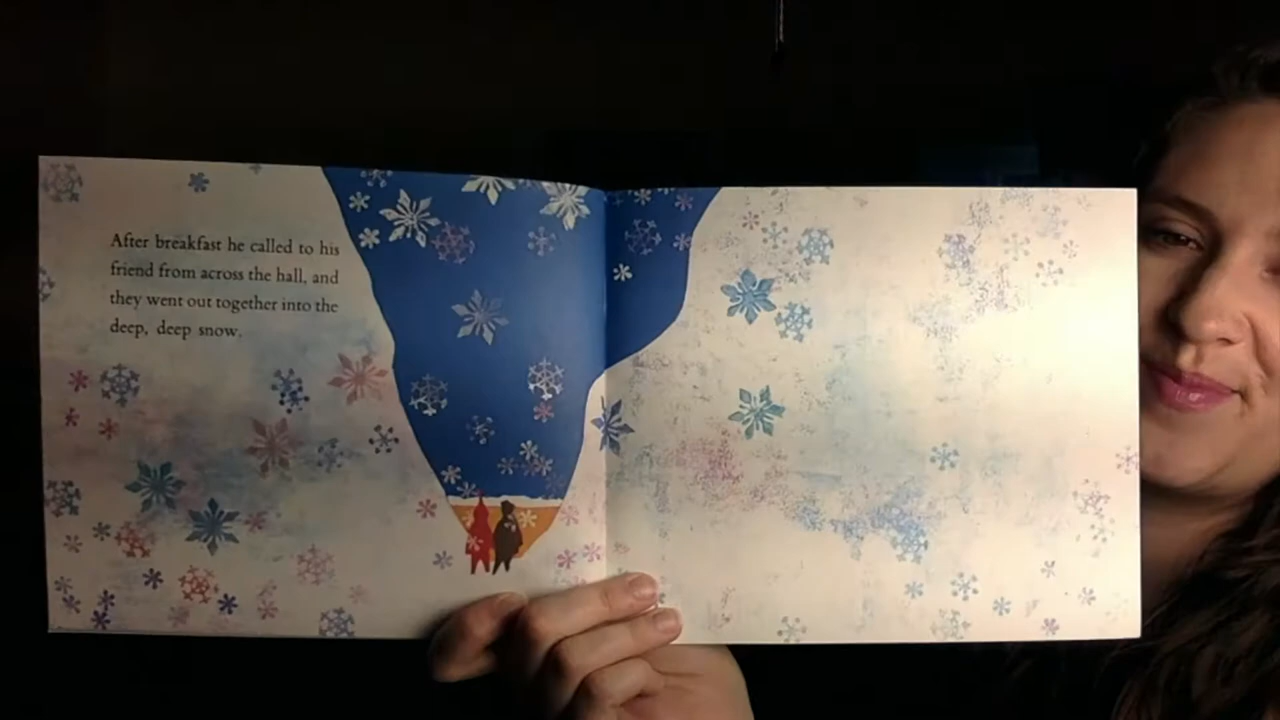 After breakfast he called to his
friend from across the hall, and
they went out together into the
deep, deep snow.